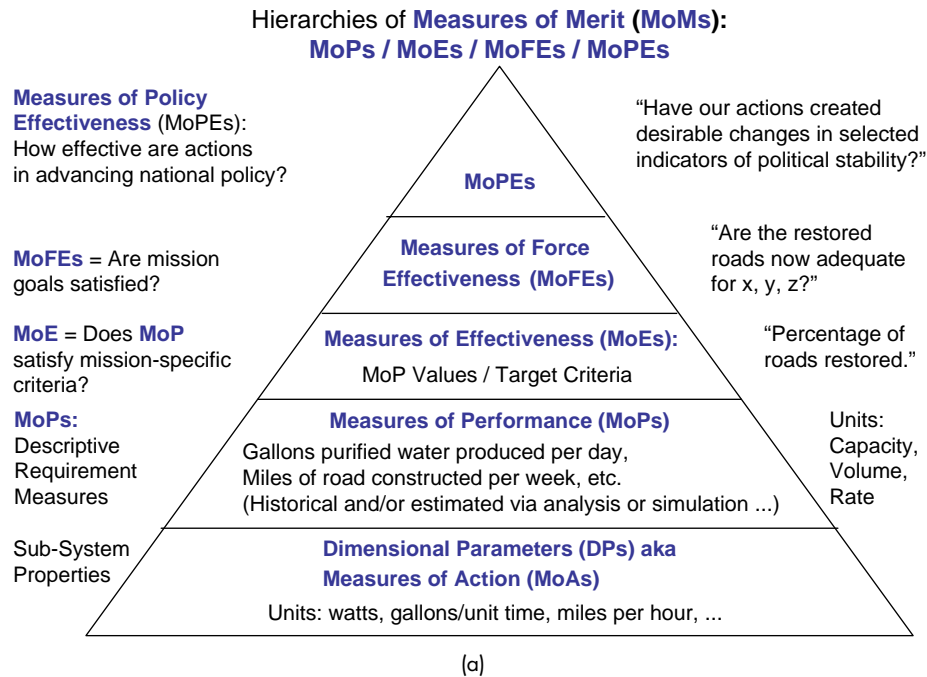 Hierarchies of Measures of Merit (MoMs):
MoPs / MoEs / MoFEs / MoPEs
Measures of Policy
Effectiveness (MoPEs):
How effective are actions
in advancing national policy?
MoPEs
“Have our actions created
desirable changes in selected
indicators of political stability?”
MoFEs = Are mission
goals satisfied?
Measures of Force
Effectiveness (MoFEs)
“Are the restored
roads now adequate
for x, y, z?”
MoE = Does MoP
satisfy mission-specific
criteria?
Measures of Effectiveness (MoEs):
MoP Values / Target Criteria
“Percentage of
roads restored.”
MoPs:
Descriptive
Requirement
Measures
Measures of Performance (MoPs)
Gallons purified water produced per day,
Miles of road constructed per week, etc.
(Historical and/or estimated via analysis or simulation ...)
Units:
Capacity,
Volume,
Rate
Sub-System
Properties
Dimensional Parameters (DPs) aka
Measures of Action (MoAs)
Units: watts, gallons/unit time, miles per hour, ...
(a)